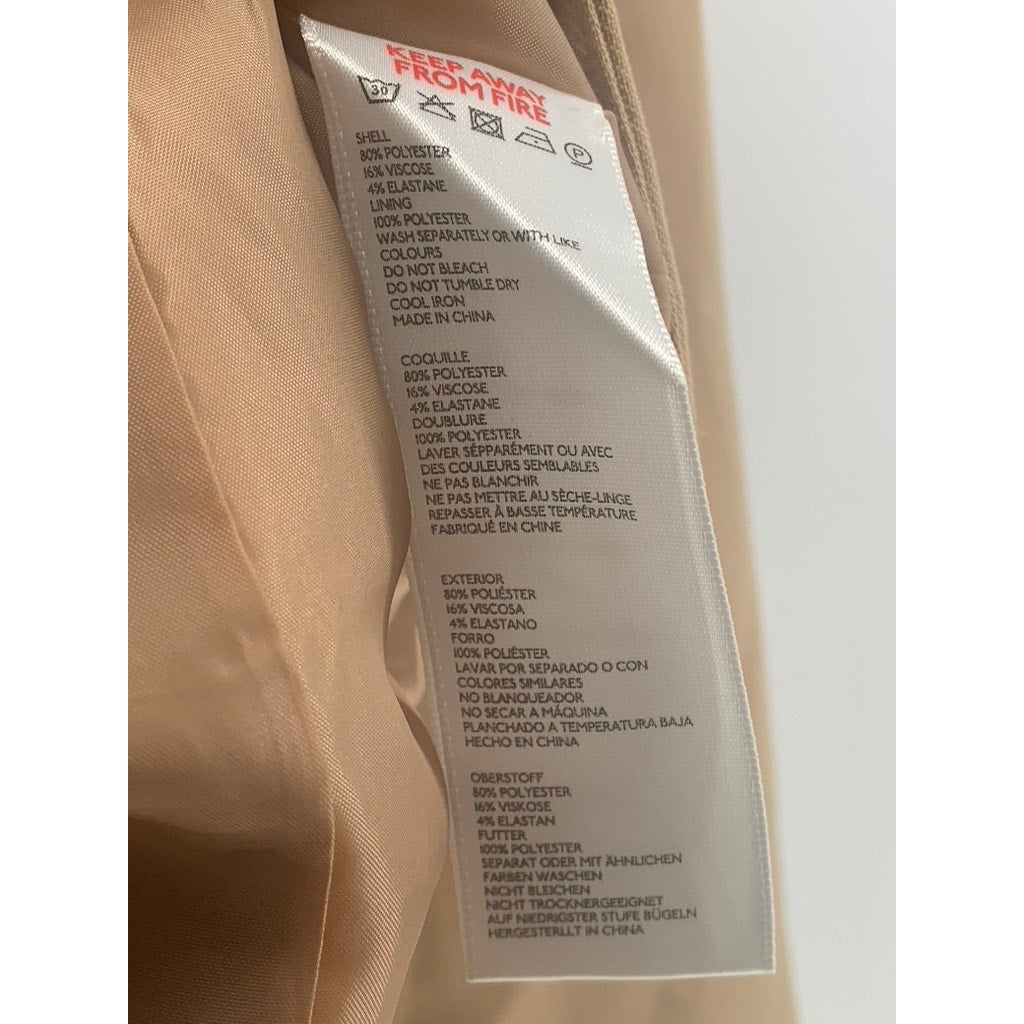 KEEP AWAY
FROM FIRE
30 P
SHELL
80% POLYESTER
16% VISCOSE
4% ELASTANE
LINING
100% POLYESTER
WASH SEPARATELY OR WITH LIKE
COLOURS
DO NOT BLEACH
DO NOT TUMBLE DRY
COOL IRON
MADE IN CHINA
COQUILLE
80% POLYESTER
16% VISCOSE
4% ELASTANE
DOUBLURE
100% POLYESTER
LAVER SÉPPARÉMENT OU AVEC
DES COULEURS SEMBLABLES
NE PAS BLANCHIR
NE PAS METTRE AU SÈCHE-LINGE
REPASSER À BASSE TEMPÉRATURE
FABRIQUÉ EN CHINE
EXTERIOR
80% POLIÉSTER
16% VISCOSA
4% ELASTANO
FORRO
100% POLIÉSTER
LAVAR POR SEPARADO O CON
COLORES SIMILARES
NO BLANQUEADOR
NO SECAR A MÁQUINA
PLANCHADO A TEMPERATURA BAJA
HECHO EN CHINA
OBERSTOFF
80% POLYESTER
16% VISKOSE
4% ELASTAN
FUTTER
100% POLYESTER
SEPARAT ODER MIT ÄHNLICHEN
FARBEN WASCHEN
NICHT BLEICHEN
NICHT TROCKNERGEEIGNET
AUF NIEDRIGSTER STUFE BÜGELN
HERGESTERLLT IN CHINA